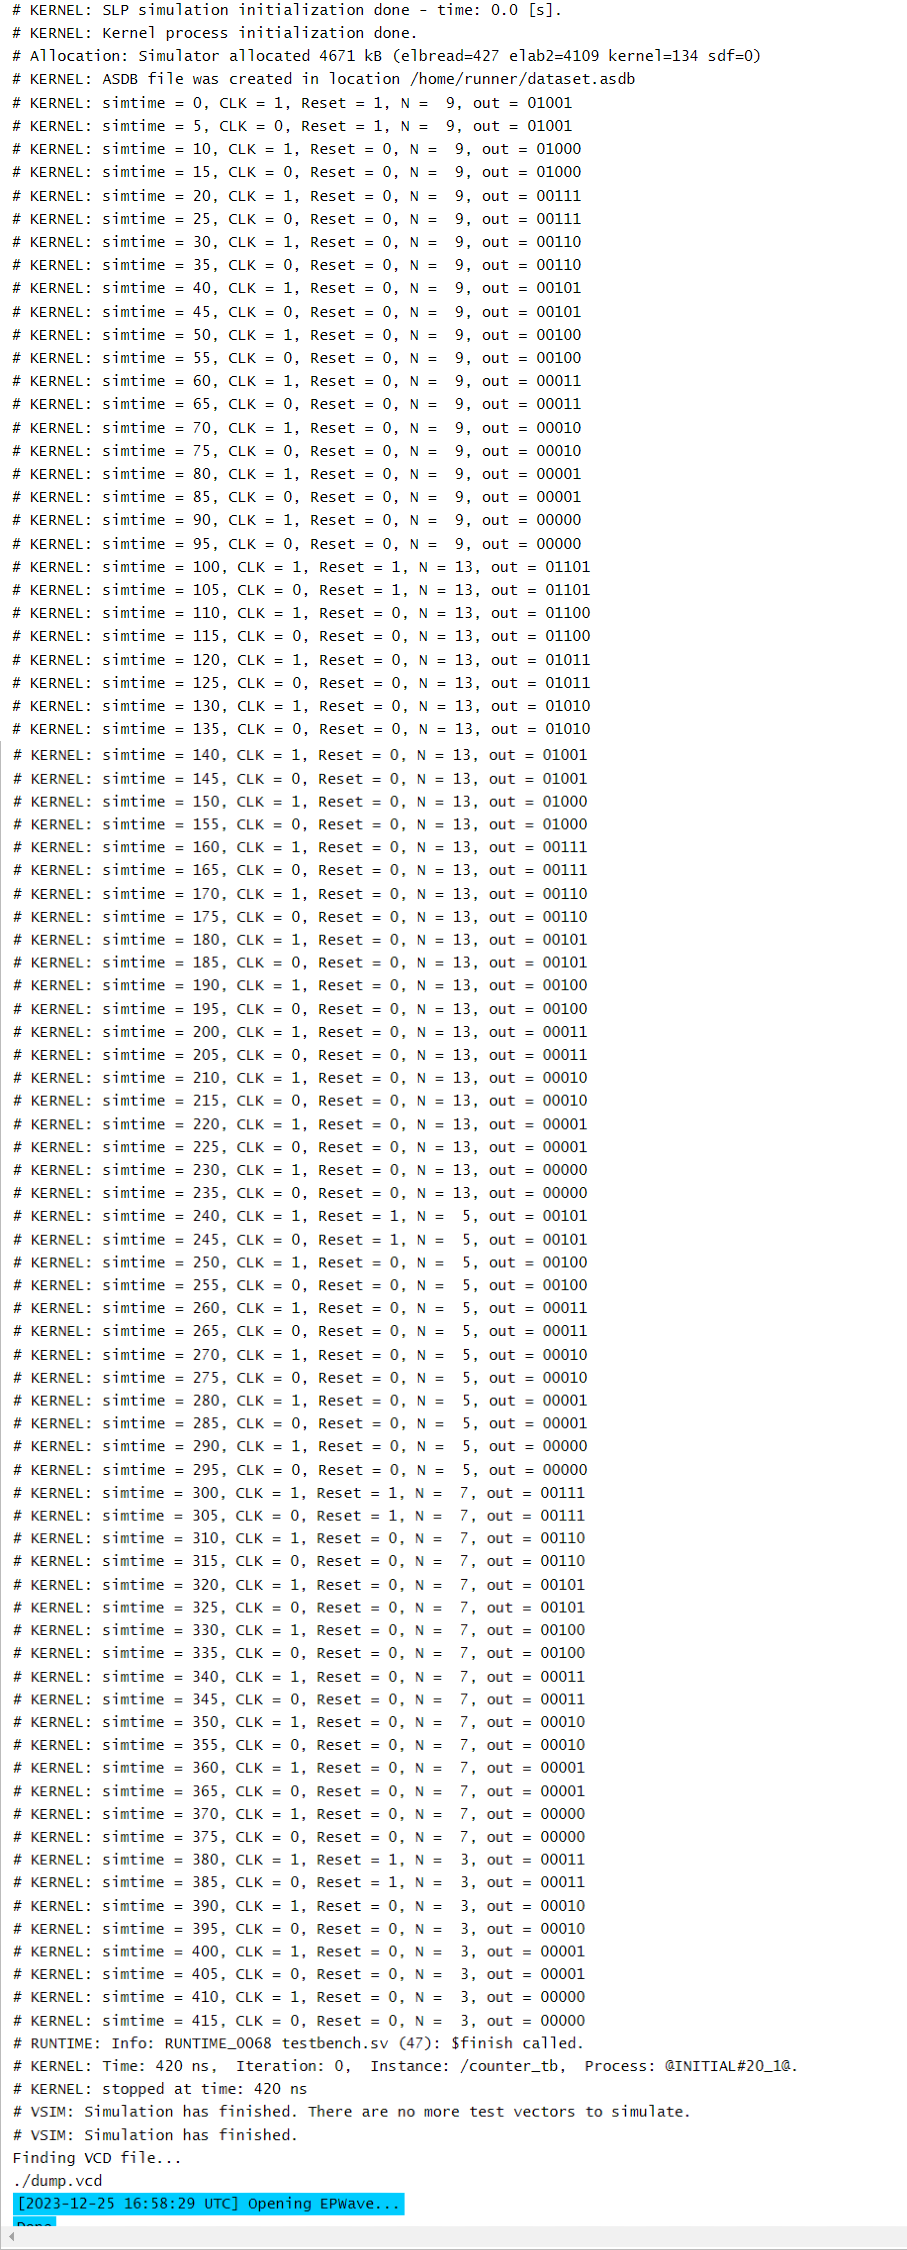 # KERNEL: SLP simulation initialization done - time: 0.0 [s].
# KERNEL: Kernel process initialization done.
# Allocation: Simulator allocated 4671 kB (elbread=427 elab2=4109 kernel=134 sdf=0)
# KERNEL: ASDB file was created in location /home/runner/dataset.asdb
# KERNEL: simtime = 0, CLK = 1, Reset = 1, N =  9, out = 01001
# KERNEL: simtime = 5, CLK = 0, Reset = 1, N =  9, out = 01001
# KERNEL: simtime = 10, CLK = 1, Reset = 0, N =  9, out = 01000
# KERNEL: simtime = 15, CLK = 0, Reset = 0, N =  9, out = 01000
# KERNEL: simtime = 20, CLK = 1, Reset = 0, N =  9, out = 00111
# KERNEL: simtime = 25, CLK = 0, Reset = 0, N =  9, out = 00111
# KERNEL: simtime = 30, CLK = 1, Reset = 0, N =  9, out = 00110
# KERNEL: simtime = 35, CLK = 0, Reset = 0, N =  9, out = 00110
# KERNEL: simtime = 40, CLK = 1, Reset = 0, N =  9, out = 00101
# KERNEL: simtime = 45, CLK = 0, Reset = 0, N =  9, out = 00101
# KERNEL: simtime = 50, CLK = 1, Reset = 0, N =  9, out = 00100
# KERNEL: simtime = 55, CLK = 0, Reset = 0, N =  9, out = 00100
# KERNEL: simtime = 60, CLK = 1, Reset = 0, N =  9, out = 00011
# KERNEL: simtime = 65, CLK = 0, Reset = 0, N =  9, out = 00011
# KERNEL: simtime = 70, CLK = 1, Reset = 0, N =  9, out = 00010
# KERNEL: simtime = 75, CLK = 0, Reset = 0, N =  9, out = 00010
# KERNEL: simtime = 80, CLK = 1, Reset = 0, N =  9, out = 00001
# KERNEL: simtime = 85, CLK = 0, Reset = 0, N =  9, out = 00001
# KERNEL: simtime = 90, CLK = 1, Reset = 0, N =  9, out = 00000
# KERNEL: simtime = 95, CLK = 0, Reset = 0, N =  9, out = 00000
# KERNEL: simtime = 100, CLK = 1, Reset = 1, N = 13, out = 01101
# KERNEL: simtime = 105, CLK = 0, Reset = 1, N = 13, out = 01101
# KERNEL: simtime = 110, CLK = 1, Reset = 0, N = 13, out = 01100
# KERNEL: simtime = 115, CLK = 0, Reset = 0, N = 13, out = 01100
# KERNEL: simtime = 120, CLK = 1, Reset = 0, N = 13, out = 01011
# KERNEL: simtime = 125, CLK = 0, Reset = 0, N = 13, out = 01011
# KERNEL: simtime = 130, CLK = 1, Reset = 0, N = 13, out = 01010
# KERNEL: simtime = 135, CLK = 0, Reset = 0, N = 13, out = 01010
# KERNEL: simtime = 140, CLK = 1, Reset = 0, N = 13, out = 01001
# KERNEL: simtime = 145, CLK = 0, Reset = 0, N = 13, out = 01001
# KERNEL: simtime = 150, CLK = 1, Reset = 0, N = 13, out = 01000
# KERNEL: simtime = 155, CLK = 0, Reset = 0, N = 13, out = 01000
# KERNEL: simtime = 160, CLK = 1, Reset = 0, N = 13, out = 00111
# KERNEL: simtime = 165, CLK = 0, Reset = 0, N = 13, out = 00111
# KERNEL: simtime = 170, CLK = 1, Reset = 0, N = 13, out = 00110
# KERNEL: simtime = 175, CLK = 0, Reset = 0, N = 13, out = 00110
# KERNEL: simtime = 180, CLK = 1, Reset = 0, N = 13, out = 00101
# KERNEL: simtime = 185, CLK = 0, Reset = 0, N = 13, out = 00101
# KERNEL: simtime = 190, CLK = 1, Reset = 0, N = 13, out = 00100
# KERNEL: simtime = 195, CLK = 0, Reset = 0, N = 13, out = 00100
# KERNEL: simtime = 200, CLK = 1, Reset = 0, N = 13, out = 00011
# KERNEL: simtime = 205, CLK = 0, Reset = 0, N = 13, out = 00011
# KERNEL: simtime = 210, CLK = 1, Reset = 0, N = 13, out = 00010
# KERNEL: simtime = 215, CLK = 0, Reset = 0, N = 13, out = 00010
# KERNEL: simtime = 220, CLK = 1, Reset = 0, N = 13, out = 00001
# KERNEL: simtime = 225, CLK = 0, Reset = 0, N = 13, out = 00001
# KERNEL: simtime = 230, CLK = 1, Reset = 0, N = 13, out = 00000
# KERNEL: simtime = 235, CLK = 0, Reset = 0, N = 13, out = 00000
# KERNEL: simtime = 240, CLK = 1, Reset = 1, N =  5, out = 00101
# KERNEL: simtime = 245, CLK = 0, Reset = 1, N =  5, out = 00101
# KERNEL: simtime = 250, CLK = 1, Reset = 0, N =  5, out = 00100
# KERNEL: simtime = 255, CLK = 0, Reset = 0, N =  5, out = 00100
# KERNEL: simtime = 260, CLK = 1, Reset = 0, N =  5, out = 00011
# KERNEL: simtime = 265, CLK = 0, Reset = 0, N =  5, out = 00011
# KERNEL: simtime = 270, CLK = 1, Reset = 0, N =  5, out = 00010
# KERNEL: simtime = 275, CLK = 0, Reset = 0, N =  5, out = 00010
# KERNEL: simtime = 280, CLK = 1, Reset = 0, N =  5, out = 00001
# KERNEL: simtime = 285, CLK = 0, Reset = 0, N =  5, out = 00001
# KERNEL: simtime = 290, CLK = 1, Reset = 0, N =  5, out = 00000
# KERNEL: simtime = 295, CLK = 0, Reset = 0, N =  5, out = 00000
# KERNEL: simtime = 300, CLK = 1, Reset = 1, N =  7, out = 00111
# KERNEL: simtime = 305, CLK = 0, Reset = 1, N =  7, out = 00111
# KERNEL: simtime = 310, CLK = 1, Reset = 0, N =  7, out = 00110
# KERNEL: simtime = 315, CLK = 0, Reset = 0, N =  7, out = 00110
# KERNEL: simtime = 320, CLK = 1, Reset = 0, N =  7, out = 00101
# KERNEL: simtime = 325, CLK = 0, Reset = 0, N =  7, out = 00101
# KERNEL: simtime = 330, CLK = 1, Reset = 0, N =  7, out = 00100
# KERNEL: simtime = 335, CLK = 0, Reset = 0, N =  7, out = 00100
# KERNEL: simtime = 340, CLK = 1, Reset = 0, N =  7, out = 00011
# KERNEL: simtime = 345, CLK = 0, Reset = 0, N =  7, out = 00011
# KERNEL: simtime = 350, CLK = 1, Reset = 0, N =  7, out = 00010
# KERNEL: simtime = 355, CLK = 0, Reset = 0, N =  7, out = 00010
# KERNEL: simtime = 360, CLK = 1, Reset = 0, N =  7, out = 00001
# KERNEL: simtime = 365, CLK = 0, Reset = 0, N =  7, out = 00001
# KERNEL: simtime = 370, CLK = 1, Reset = 0, N =  7, out = 00000
# KERNEL: simtime = 375, CLK = 0, Reset = 0, N =  7, out = 00000
# KERNEL: simtime = 380, CLK = 1, Reset = 1, N =  3, out = 00011
# KERNEL: simtime = 385, CLK = 0, Reset = 1, N =  3, out = 00011
# KERNEL: simtime = 390, CLK = 1, Reset = 0, N =  3, out = 00010
# KERNEL: simtime = 395, CLK = 0, Reset = 0, N =  3, out = 00010
# KERNEL: simtime = 400, CLK = 1, Reset = 0, N =  3, out = 00001
# KERNEL: simtime = 405, CLK = 0, Reset = 0, N =  3, out = 00001
# KERNEL: simtime = 410, CLK = 1, Reset = 0, N =  3, out = 00000
# KERNEL: simtime = 415, CLK = 0, Reset = 0, N =  3, out = 00000
# RUNTIME: Info: RUNTIME_0068 testbench.sv (47): $finish called.
# KERNEL: Time: 420 ns,  Iteration: 0,  Instance: /counter_tb,  Process: @INITIAL#20_1@.
# KERNEL: stopped at time: 420 ns
# VSIM: Simulation has finished. There are no more test vectors to simulate.
# VSIM: Simulation has finished.
Finding VCD file...
./dump.vcd
[2023-12-25 16:58:29 UTC] Opening EPWave...